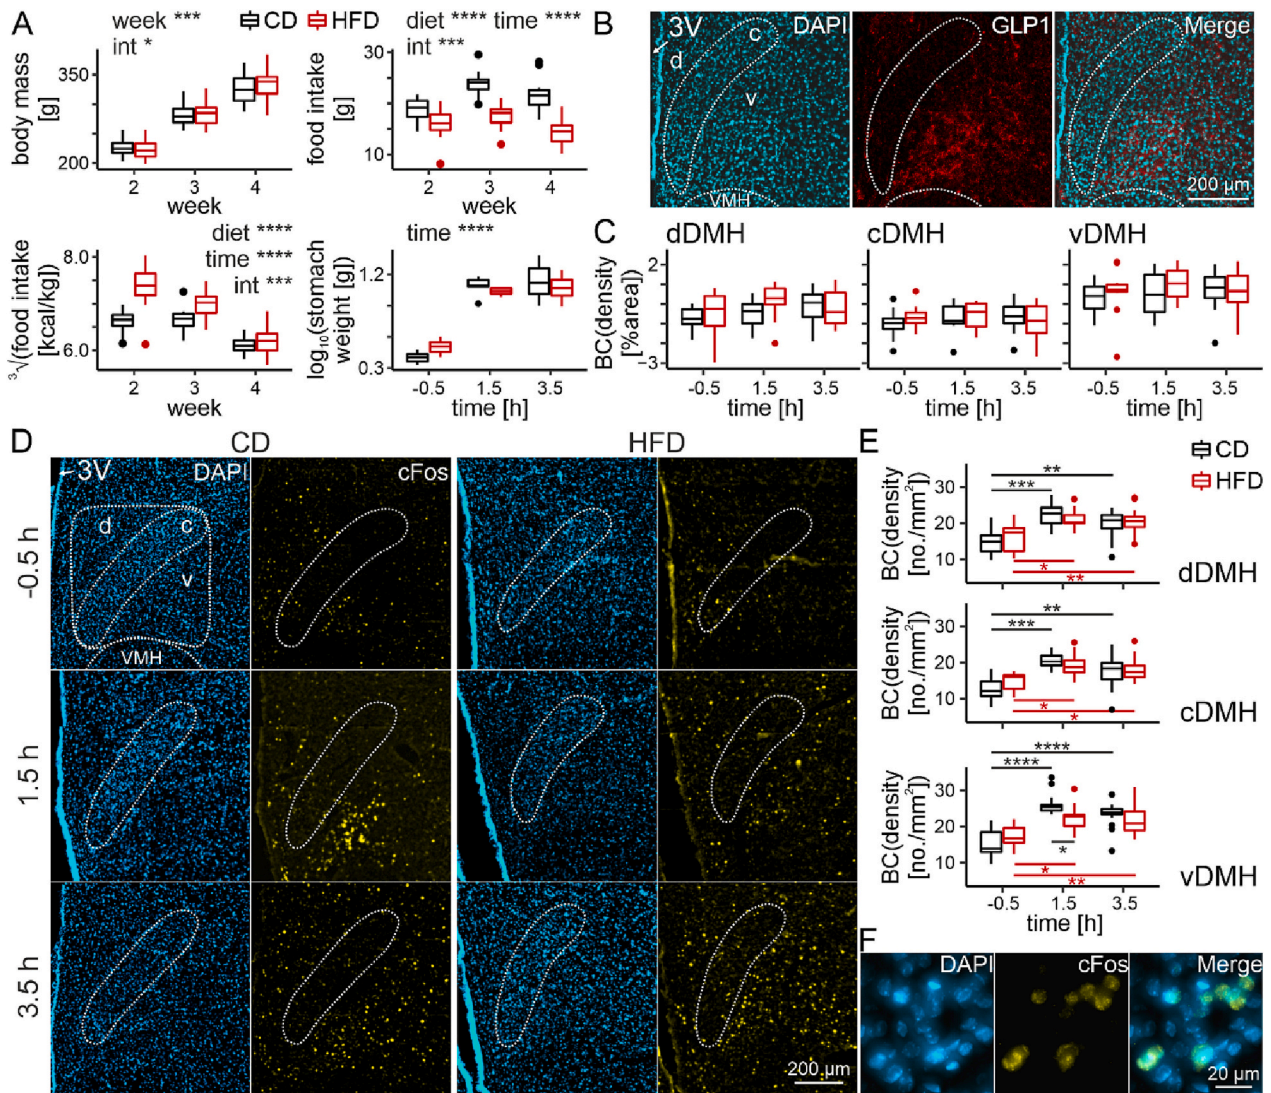 A
week *** CD HFD
int *
body mass [g]
350
200
2 3 4
week
diet **** time ****
int ***
food intake [g]
30
10
2 3 4
week
diet ****
time ****
int ***
³√(food intake [kcal/kg])
8.0
6.0
2 3 4
week
time ****
log₁₀(stomach weight [g])
1.2
0.3
-0.5 1.5 3.5
time [h]
B
3V DAPI GLP1 Merge
d c
v
VMH
200 µm
C
dDMH cDMH vDMH
BC(density [%area])
2
−3
-0.5 1.5 3.5 -0.5 1.5 3.5 -0.5 1.5 3.5
time [h] time [h] time [h]
D
CD HFD
3V DAPI cFos
d c
v
VMH
-0.5 h
1.5 h
3.5 h
200 µm
E
CD
HFD
**
***
BC(density [no./mm²])
30
20
10
*
**
dDMH
**
***
BC(density [no./mm²])
30
20
10
*
*
cDMH
****
****
BC(density [no./mm²])
30
20
10
*
*
**
vDMH
-0.5 1.5 3.5
time [h]
F
DAPI cFos Merge
20 µm